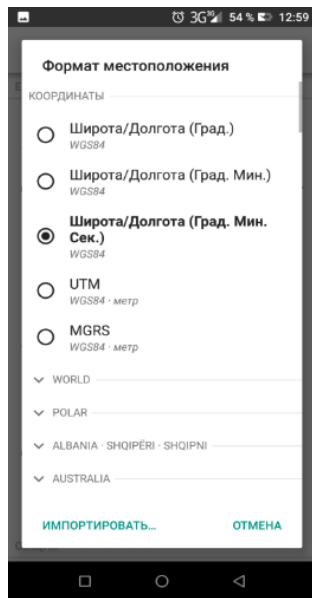 3G 3G 54 % 12:59
Формат местоположения
КООРДИНАТЫ
Широта/Долгота (Град.)
WGS84
Широта/Долгота (Град. Мин.)
WGS84
Широта/Долгота (Град. Мин.
Сек.)
WGS84
UTM
WGS84 · метр
MGRS
WGS84 · метр
WORLD
POLAR
ALBANIA · SHQIPËRI · SHQIPNI
AUSTRALIA
ИМПОРТИРОВАТЬ... ОТМЕНА